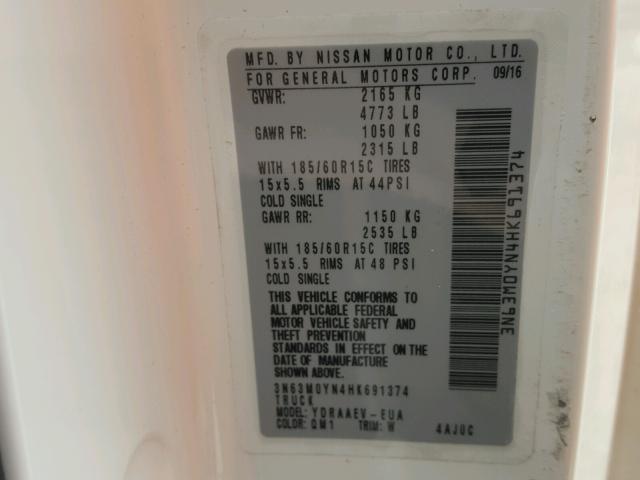 MFD. BY NISSAN MOTOR CO., LTD.
FOR GENERAL MOTORS CORP. 09/16
GVWR: 2165 KG
4773 LB
GAWR FR: 1050 KG
2315 LB
WITH 185/60R15C TIRES
15x5.5 RIMS AT 44PSI
COLD SINGLE
GAWR RR: 1150 KG
2535 LB
WITH 185/60R15C TIRES
15x5.5 RIMS AT 48 PSI
COLD SINGLE
THIS VEHICLE CONFORMS TO
ALL APPLICABLE FEDERAL
MOTOR VEHICLE SAFETY AND
THEFT PREVENTION
STANDARDS IN EFFECT ON THE
DATE OF MANUFACTURE
SHOWN ABOVE.
3N63M0YN4HK691374
TRUCK
MODEL: YDRAAEV-EUA
COLOR: QM1 TRIM: W 4AJ0C
3N63M0YN4HK691374